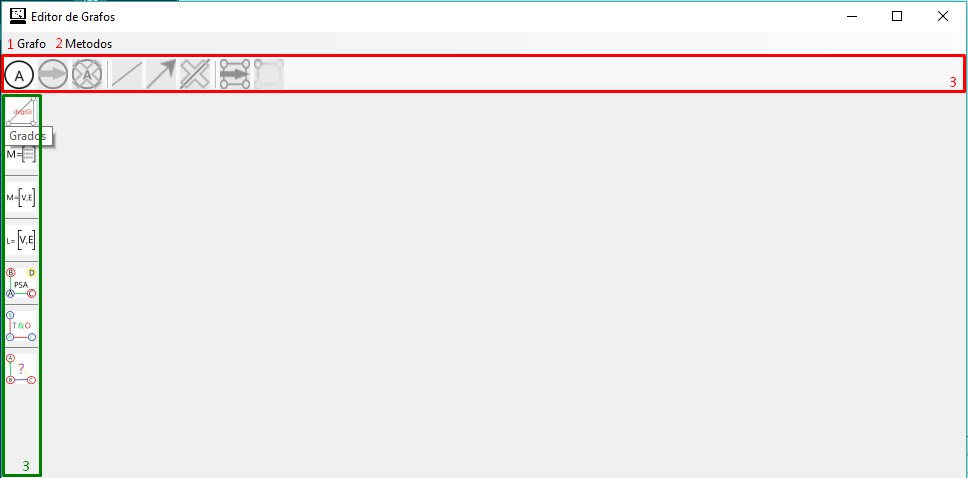 Editor de Grafos
1 Grafo 2 Metodos
A A 3
deg(G)
Grados
M=
M=[V,E]
L=[V,E]
B D
PSA
A C
T&O
A
?
B C
3